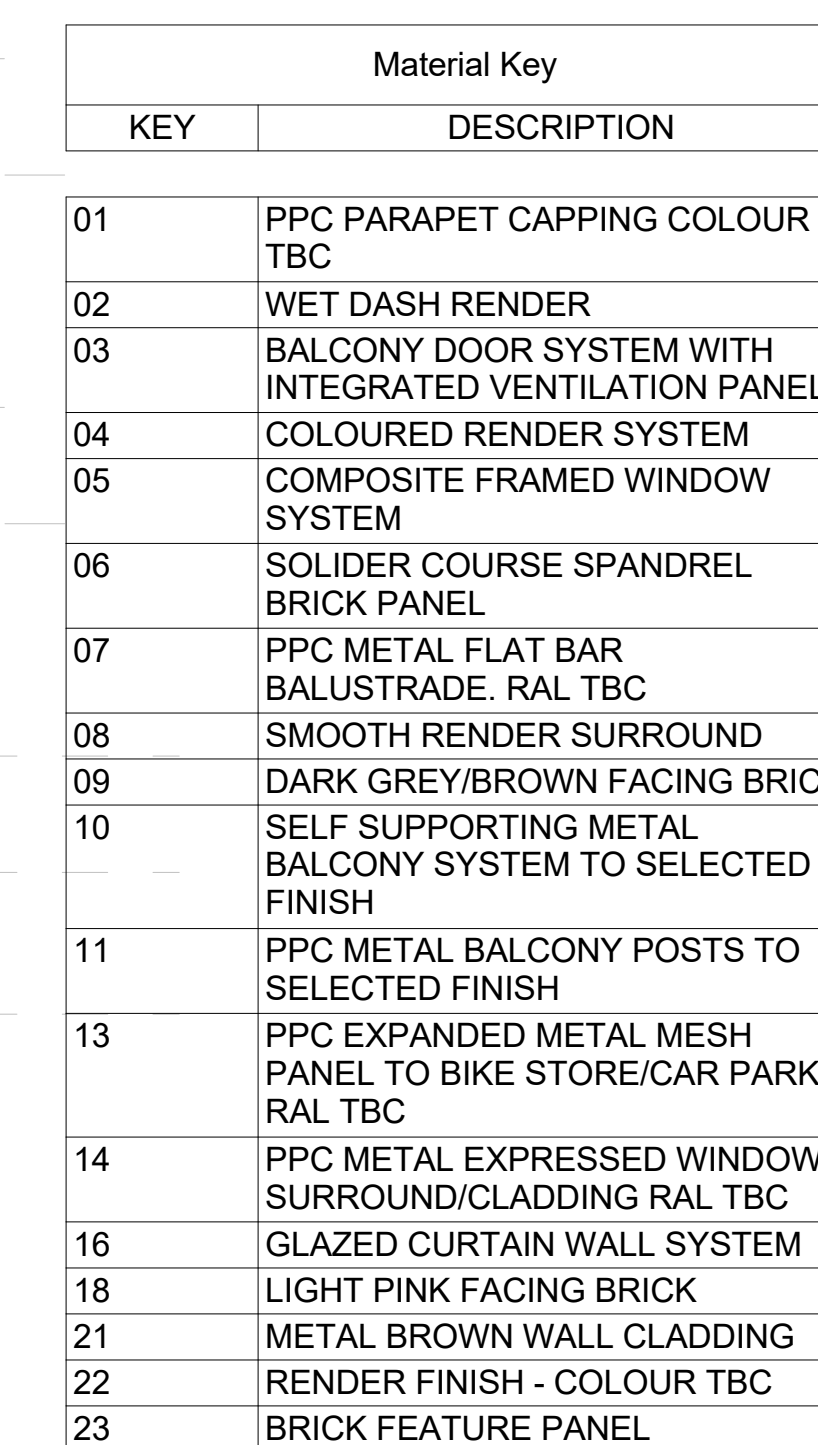 Material Key
KEY DESCRIPTION
01 PPC PARAPET CAPPING COLOUR
TBC
02 WET DASH RENDER
03 BALCONY DOOR SYSTEM WITH
INTEGRATED VENTILATION PANEL
04 COLOURED RENDER SYSTEM
05 COMPOSITE FRAMED WINDOW
SYSTEM
06 SOLIDER COURSE SPANDREL
BRICK PANEL
07 PPC METAL FLAT BAR
BALUSTRADE. RAL TBC
08 SMOOTH RENDER SURROUND
09 DARK GREY/BROWN FACING BRIC
10 SELF SUPPORTING METAL
BALCONY SYSTEM TO SELECTED
FINISH
11 PPC METAL BALCONY POSTS TO
SELECTED FINISH
13 PPC EXPANDED METAL MESH
PANEL TO BIKE STORE/CAR PARK
RAL TBC
14 PPC METAL EXPRESSED WINDOW
SURROUND/CLADDING RAL TBC
16 GLAZED CURTAIN WALL SYSTEM
18 LIGHT PINK FACING BRICK
21 METAL BROWN WALL CLADDING
22 RENDER FINISH - COLOUR TBC
23 BRICK FEATURE PANEL